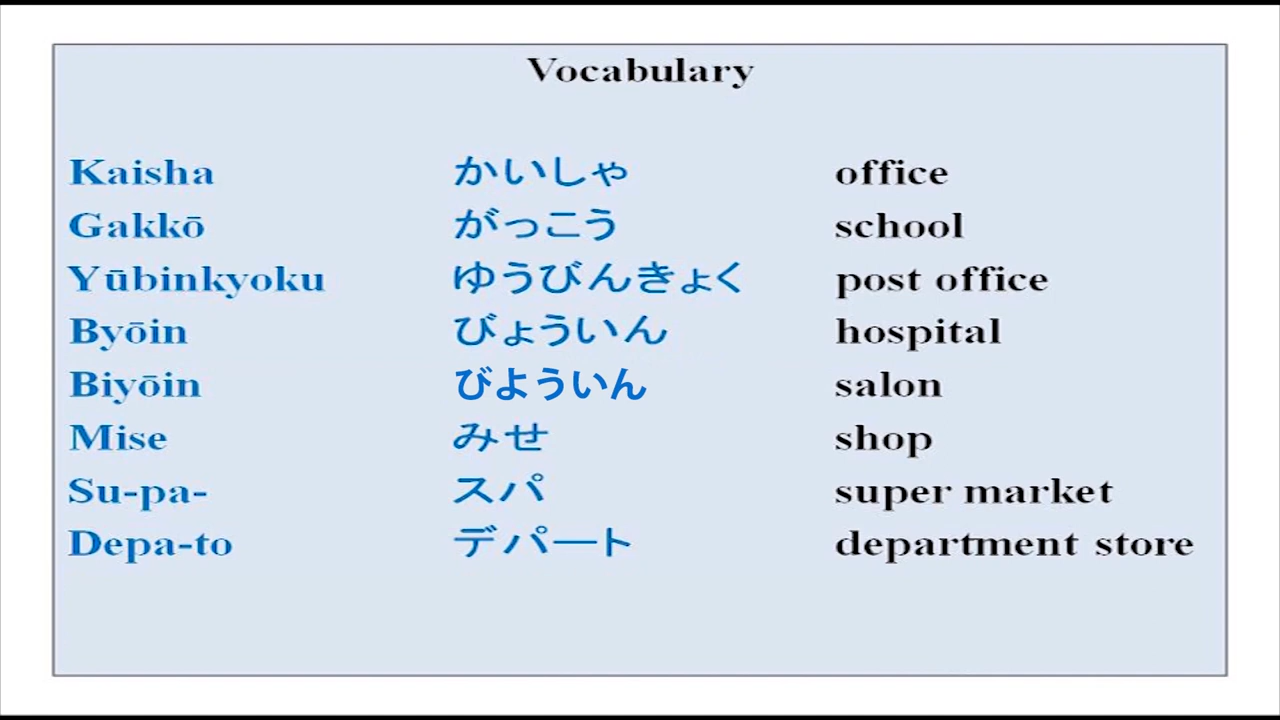 Vocabulary
Kaisha かいしゃ office
Gakkō がっこう school
Yūbinkyoku ゆうびんきょく post office
Byōin びょういん hospital
Biyōin びよういん salon
Mise みせ shop
Su-pa- スパ super market
Depa-to デパート department store